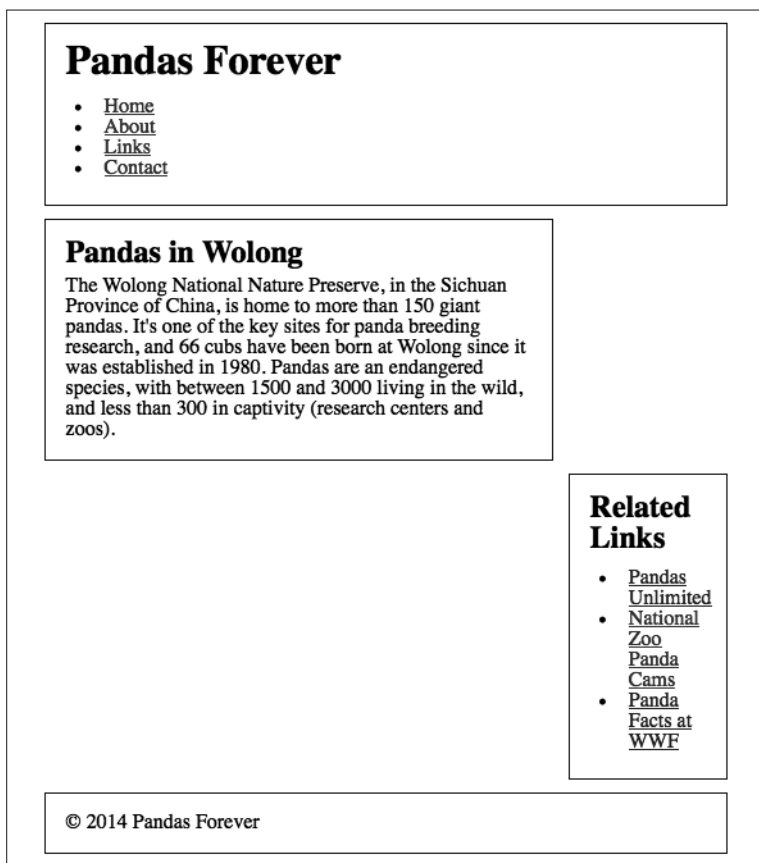 Pandas Forever
• Home
• About
• Links
• Contact
Pandas in Wolong
The Wolong National Nature Preserve, in the Sichuan
Province of China, is home to more than 150 giant
pandas. It's one of the key sites for panda breeding
research, and 66 cubs have been born at Wolong since it
was established in 1980. Pandas are an endangered
species, with between 1500 and 3000 living in the wild,
and less than 300 in captivity (research centers and
zoos).
Related
Links
• Pandas
Unlimited
• National
Zoo
Panda
Cams
• Panda
Facts at
WWF
© 2014 Pandas Forever